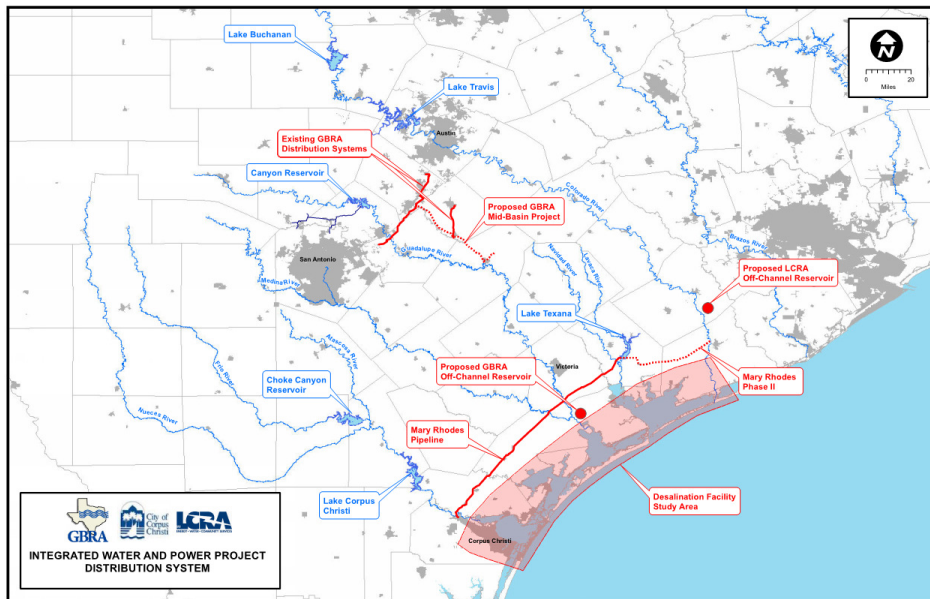 Lake Buchanan
N
0
20
Miles
Lake Travis
Austin
Existing GBRA
Distribution Systems
Canyon Reservoir
Colorado River
Proposed GBRA
Mid-Basin Project
Guadalupe River
Navidad River
Lavaca River
Brazos River
San Antonio
Medina River
Proposed LCRA
Off-Channel Reservoir
Lake Texana
Atascosa River
Frio River
Nueces River
Choke Canyon
Reservoir
Victoria
Proposed GBRA
Off-Channel Reservoir
Mary Rhodes
Phase II
Mary Rhodes
Pipeline
Lake Corpus
Christi
Desalination Facility
Study Area
Corpus Christi
GBRA
City of
Corpus
Christi
LCRA
INTEGRATED WATER AND POWER PROJECT
DISTRIBUTION SYSTEM